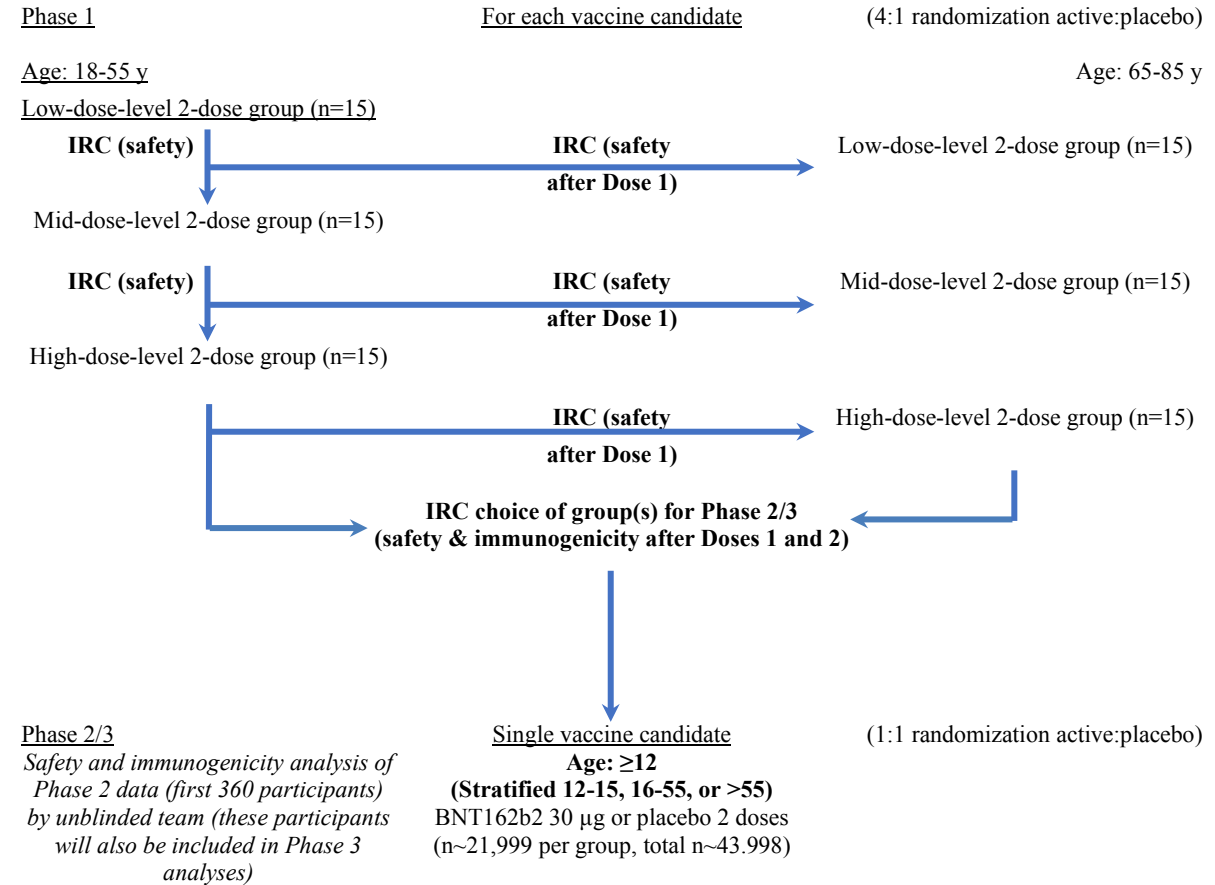 Phase 1 For each vaccine candidate (4:1 randomization active:placebo)
Age: 18-55 y Age: 65-85 y
Low-dose-level 2-dose group (n=15)
IRC (safety) IRC (safety Low-dose-level 2-dose group (n=15)
after Dose 1)
Mid-dose-level 2-dose group (n=15)
IRC (safety) IRC (safety Mid-dose-level 2-dose group (n=15)
after Dose 1)
High-dose-level 2-dose group (n=15)
IRC (safety High-dose-level 2-dose group (n=15)
after Dose 1)
IRC choice of group(s) for Phase 2/3
(safety & immunogenicity after Doses 1 and 2)
Phase 2/3 Single vaccine candidate (1:1 randomization active:placebo)
Safety and immunogenicity analysis of Age: ≥12
Phase 2 data (first 360 participants) (Stratified 12-15, 16-55, or >55)
by unblinded team (these participants BNT162b2 30 µg or placebo 2 doses
will also be included in Phase 3 (n~21,999 per group, total n~43.998)
analyses)